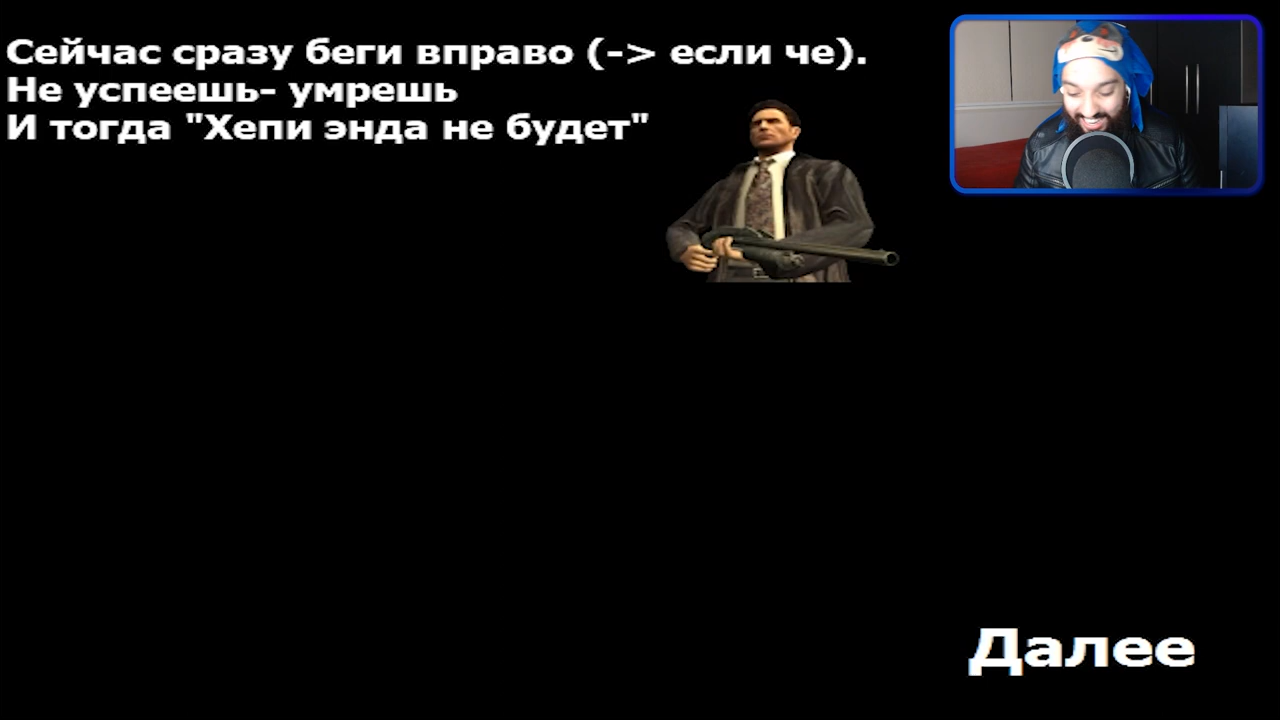 Сейчас сразу беги вправо (-> если че).
Не успеешь- умрешь
И тогда "Хепи энда не будет"
Далее